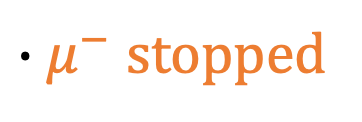 • μ⁻ stopped